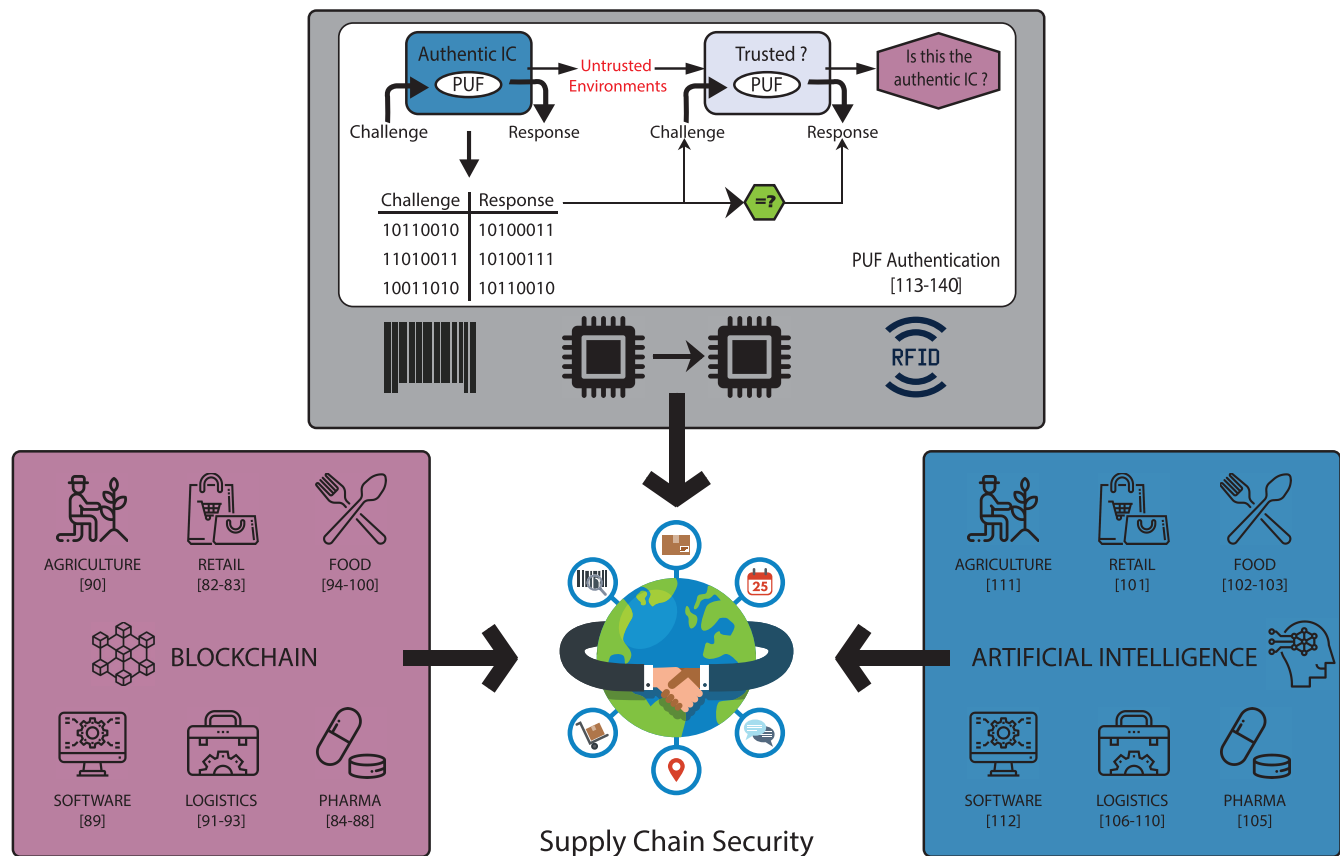 Authentic IC
PUF
Challenge
Response
Untrusted
Environments
Trusted ?
PUF
Challenge
Response
Is this the
authentic IC ?
Challenge Response
10110010 10100011
11010011 10100111
10011010 10110010
=?
PUF Authentication
[113-140]
RFID
AGRICULTURE
[90]
RETAIL
[82-83]
FOOD
[94-100]
BLOCKCHAIN
SOFTWARE
[89]
LOGISTICS
[91-93]
PHARMA
[84-88]
25
Supply Chain Security
AGRICULTURE
[111]
RETAIL
[101]
FOOD
[102-103]
ARTIFICIAL INTELLIGENCE
SOFTWARE
[112]
LOGISTICS
[106-110]
PHARMA
[105]